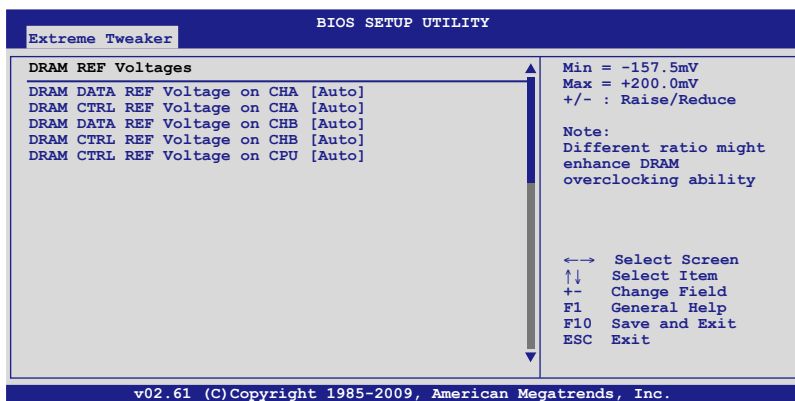 BIOS SETUP UTILITY
Extreme Tweaker
DRAM REF Voltages
DRAM DATA REF Voltage on CHA [Auto]
DRAM CTRL REF Voltage on CHA [Auto]
DRAM DATA REF Voltage on CHB [Auto]
DRAM CTRL REF Voltage on CHB [Auto]
DRAM CTRL REF Voltage on CPU [Auto]
Min = -157.5mV
Max = +200.0mV
+/- : Raise/Reduce
Note:
Different ratio might
enhance DRAM
overclocking ability
←→ Select Screen
↑↓ Select Item
+- Change Field
F1 General Help
F10 Save and Exit
ESC Exit
v02.61 (C)Copyright 1985-2009, American Megatrends, Inc.